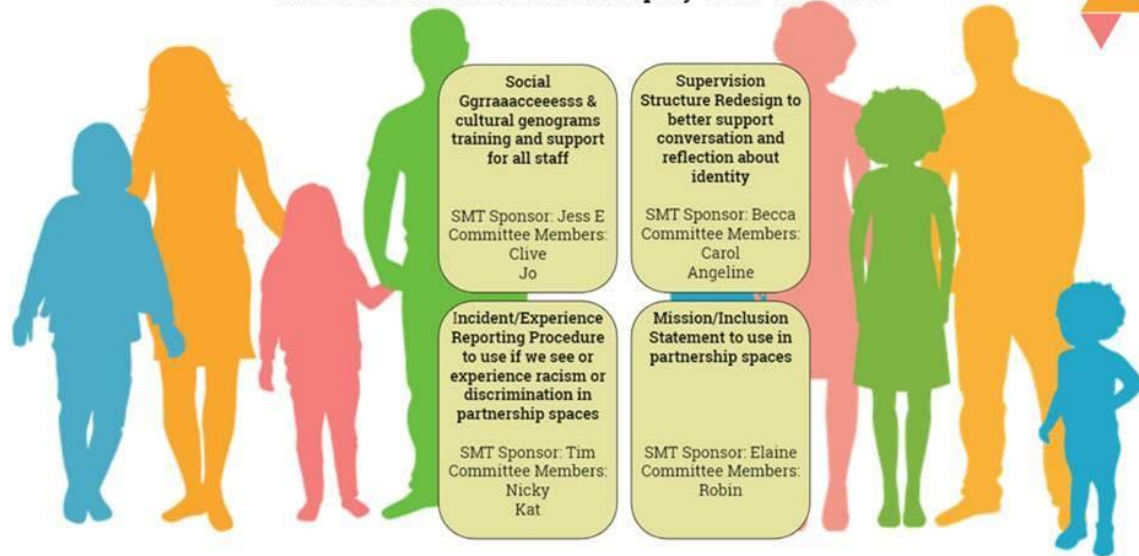 Social
Ggrraaacceeesss &
cultural genograms
training and support
for all staff
SMT Sponsor: Jess E
Committee Members:
Clive
Jo
Supervision
Structure Redesign to
better support
conversation and
reflection about
identity
SMT Sponsor: Becca
Committee Members:
Carol
Angeline
Incident/Experience
Reporting Procedure
to use if we see or
experience racism or
discrimination in
partnership spaces
SMT Sponsor: Tim
Committee Members:
Nicky
Kat
Mission/Inclusion
Statement to use in
partnership spaces
SMT Sponsor: Elaine
Committee Members:
Robin